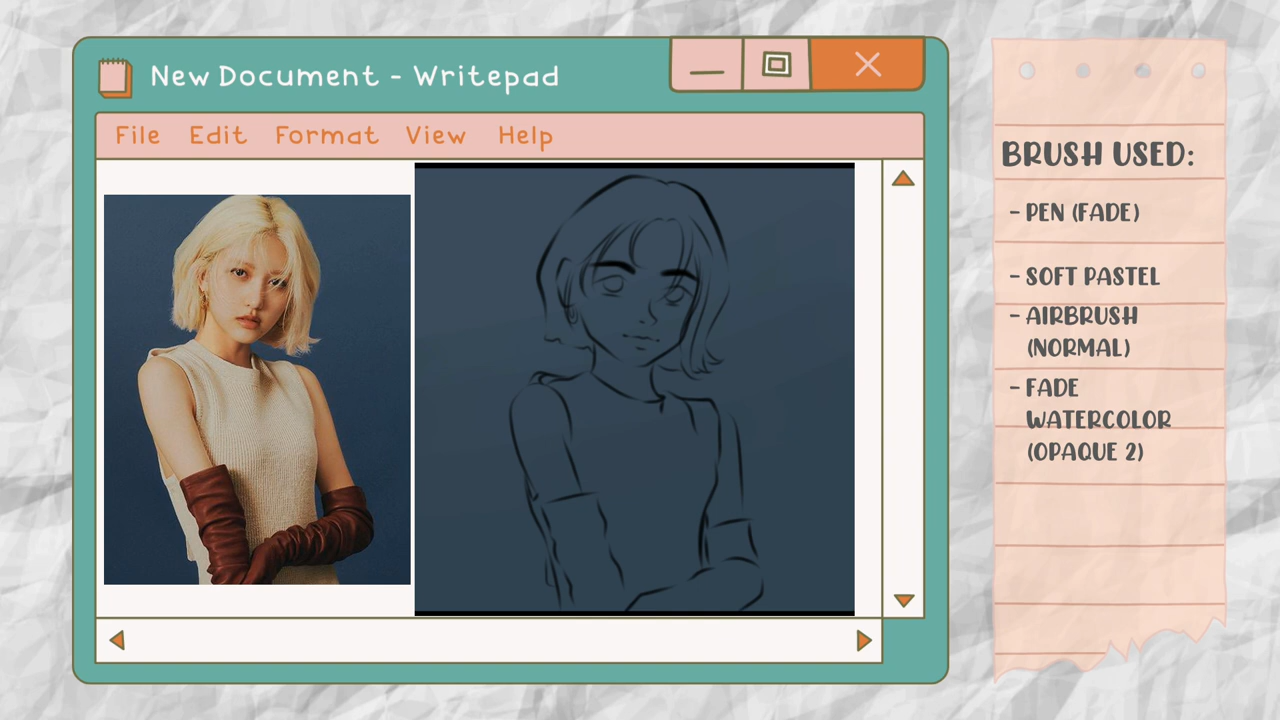 New Document - Writepad
File Edit Format View Help
BRUSH USED:
- PEN (FADE)
- SOFT PASTEL
- AIRBRUSH
(NORMAL)
- FADE
WATERCOLOR
(OPAQUE 2)